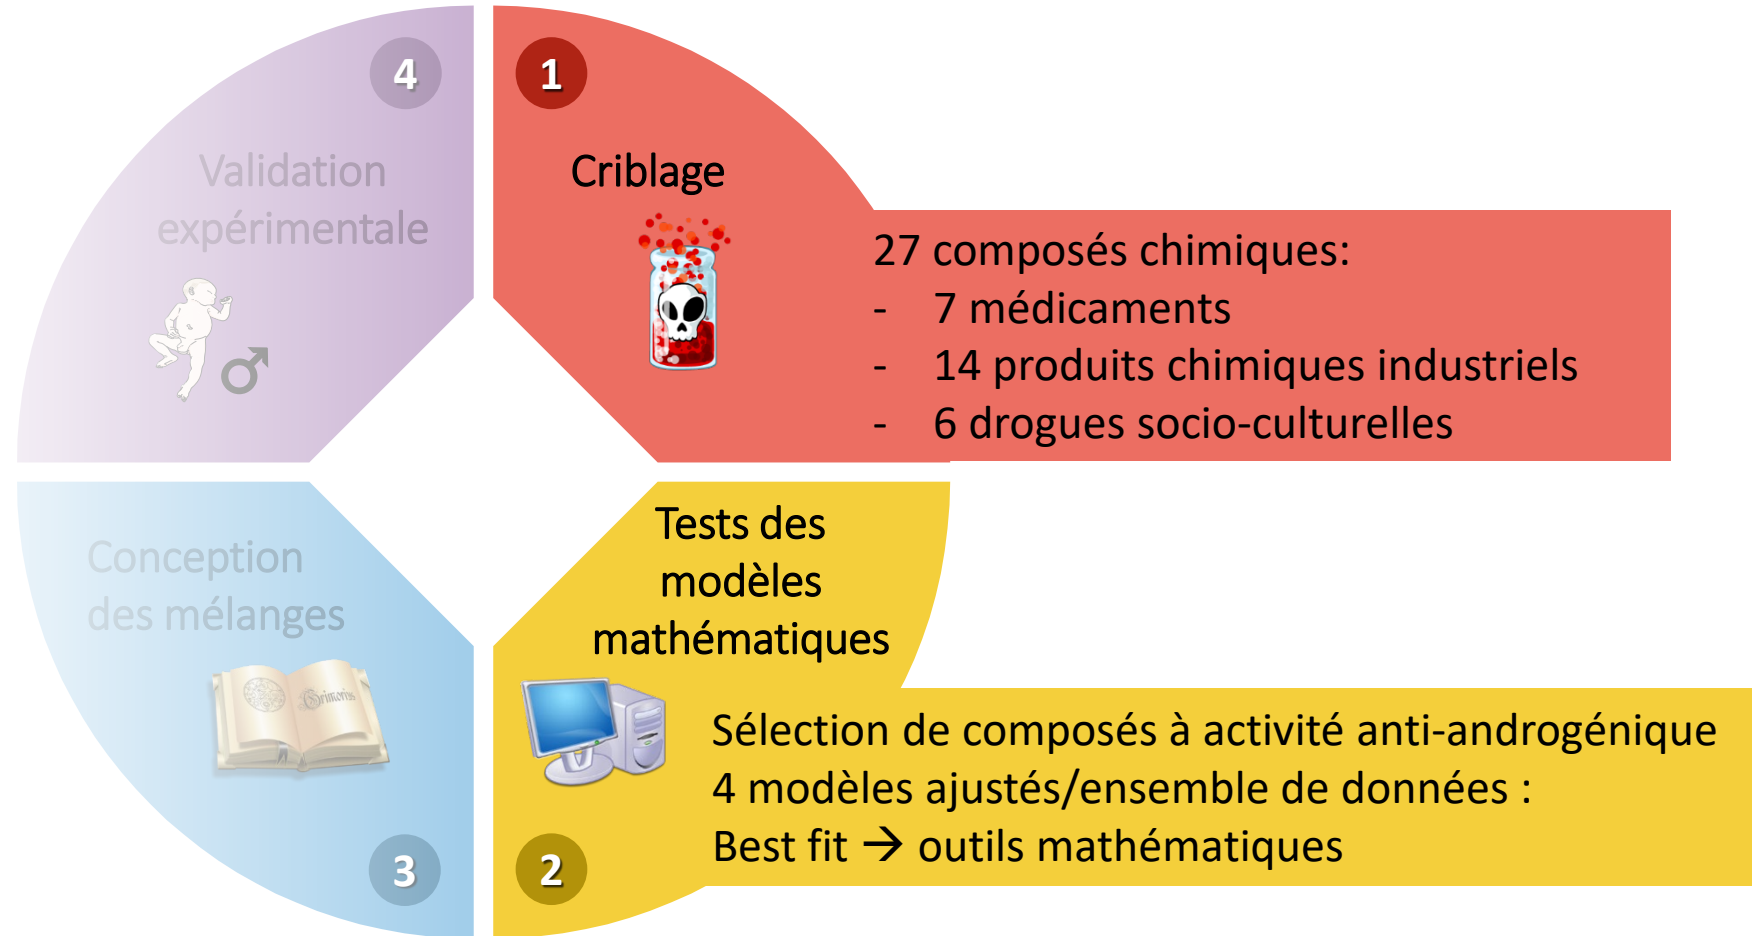 1
Criblage
27 composés chimiques:
- 7 médicaments
- 14 produits chimiques industriels
- 6 drogues socio-culturelles
Tests des
modèles
mathématiques
Sélection de composés à activité anti-androgénique
4 modèles ajustés/ensemble de données :
Best fit → outils mathématiques
2
Conception
des mélanges
Grimorius
3
4
Validation
expérimentale